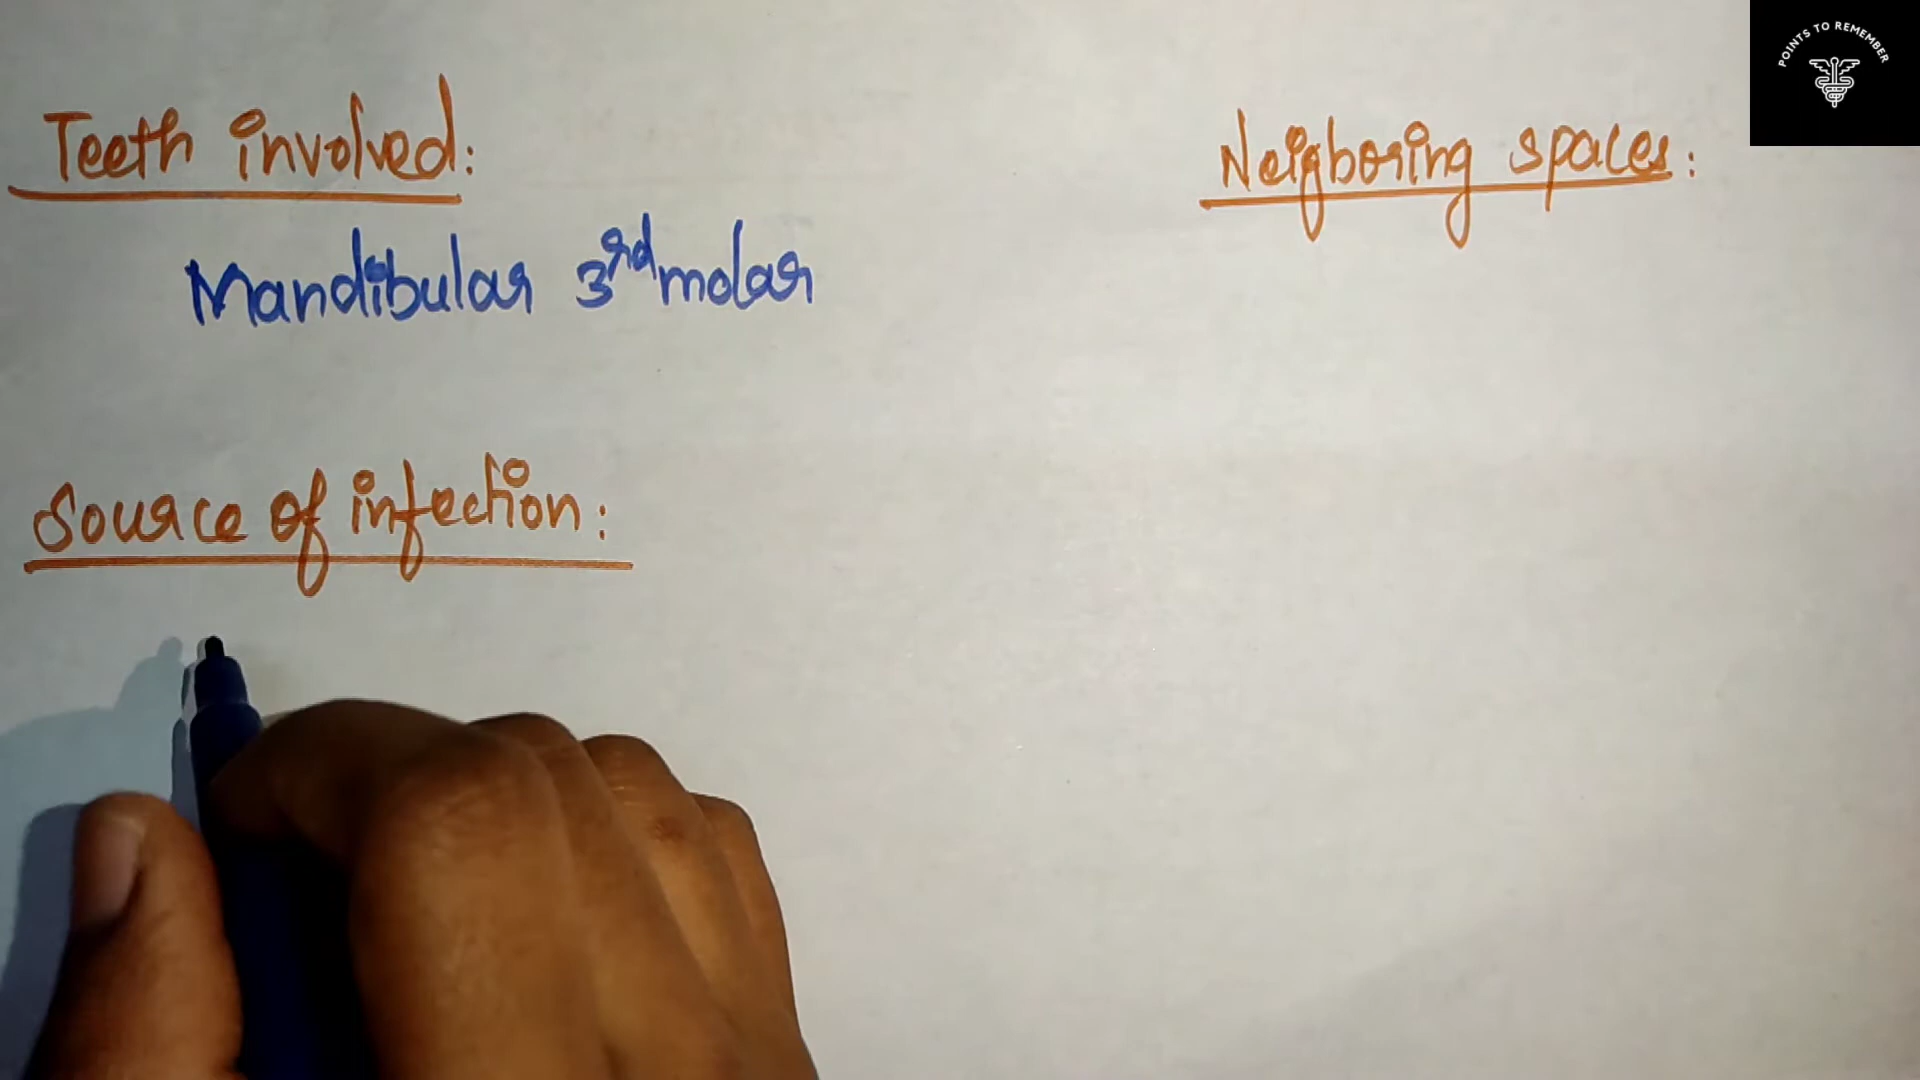 POINTS TO REMEMBER
Teeth involved:
Mandibular 3rd molar
Neigboring spaces:
Source of infection: